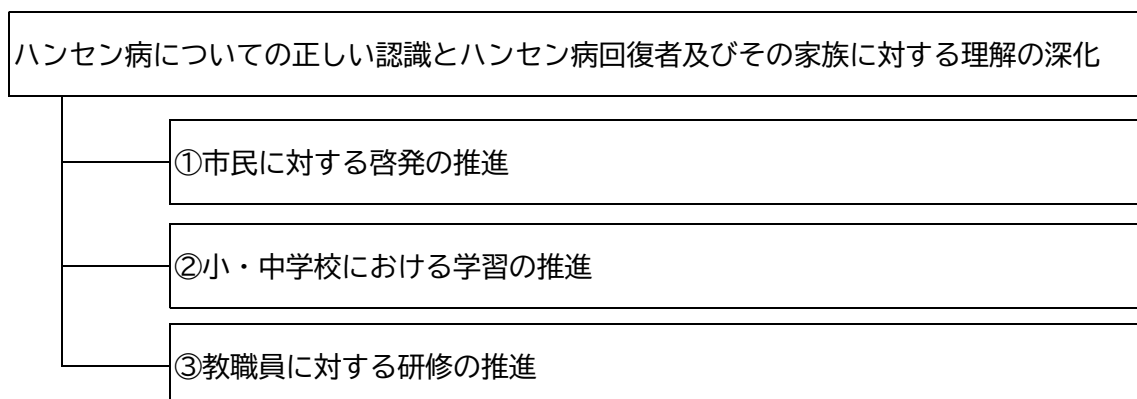 ハンセン病についての正しい認識とハンセン病回復者及びその家族に対する理解の深化
①市民に対する啓発の推進
②小・中学校における学習の推進
③教職員に対する研修の推進